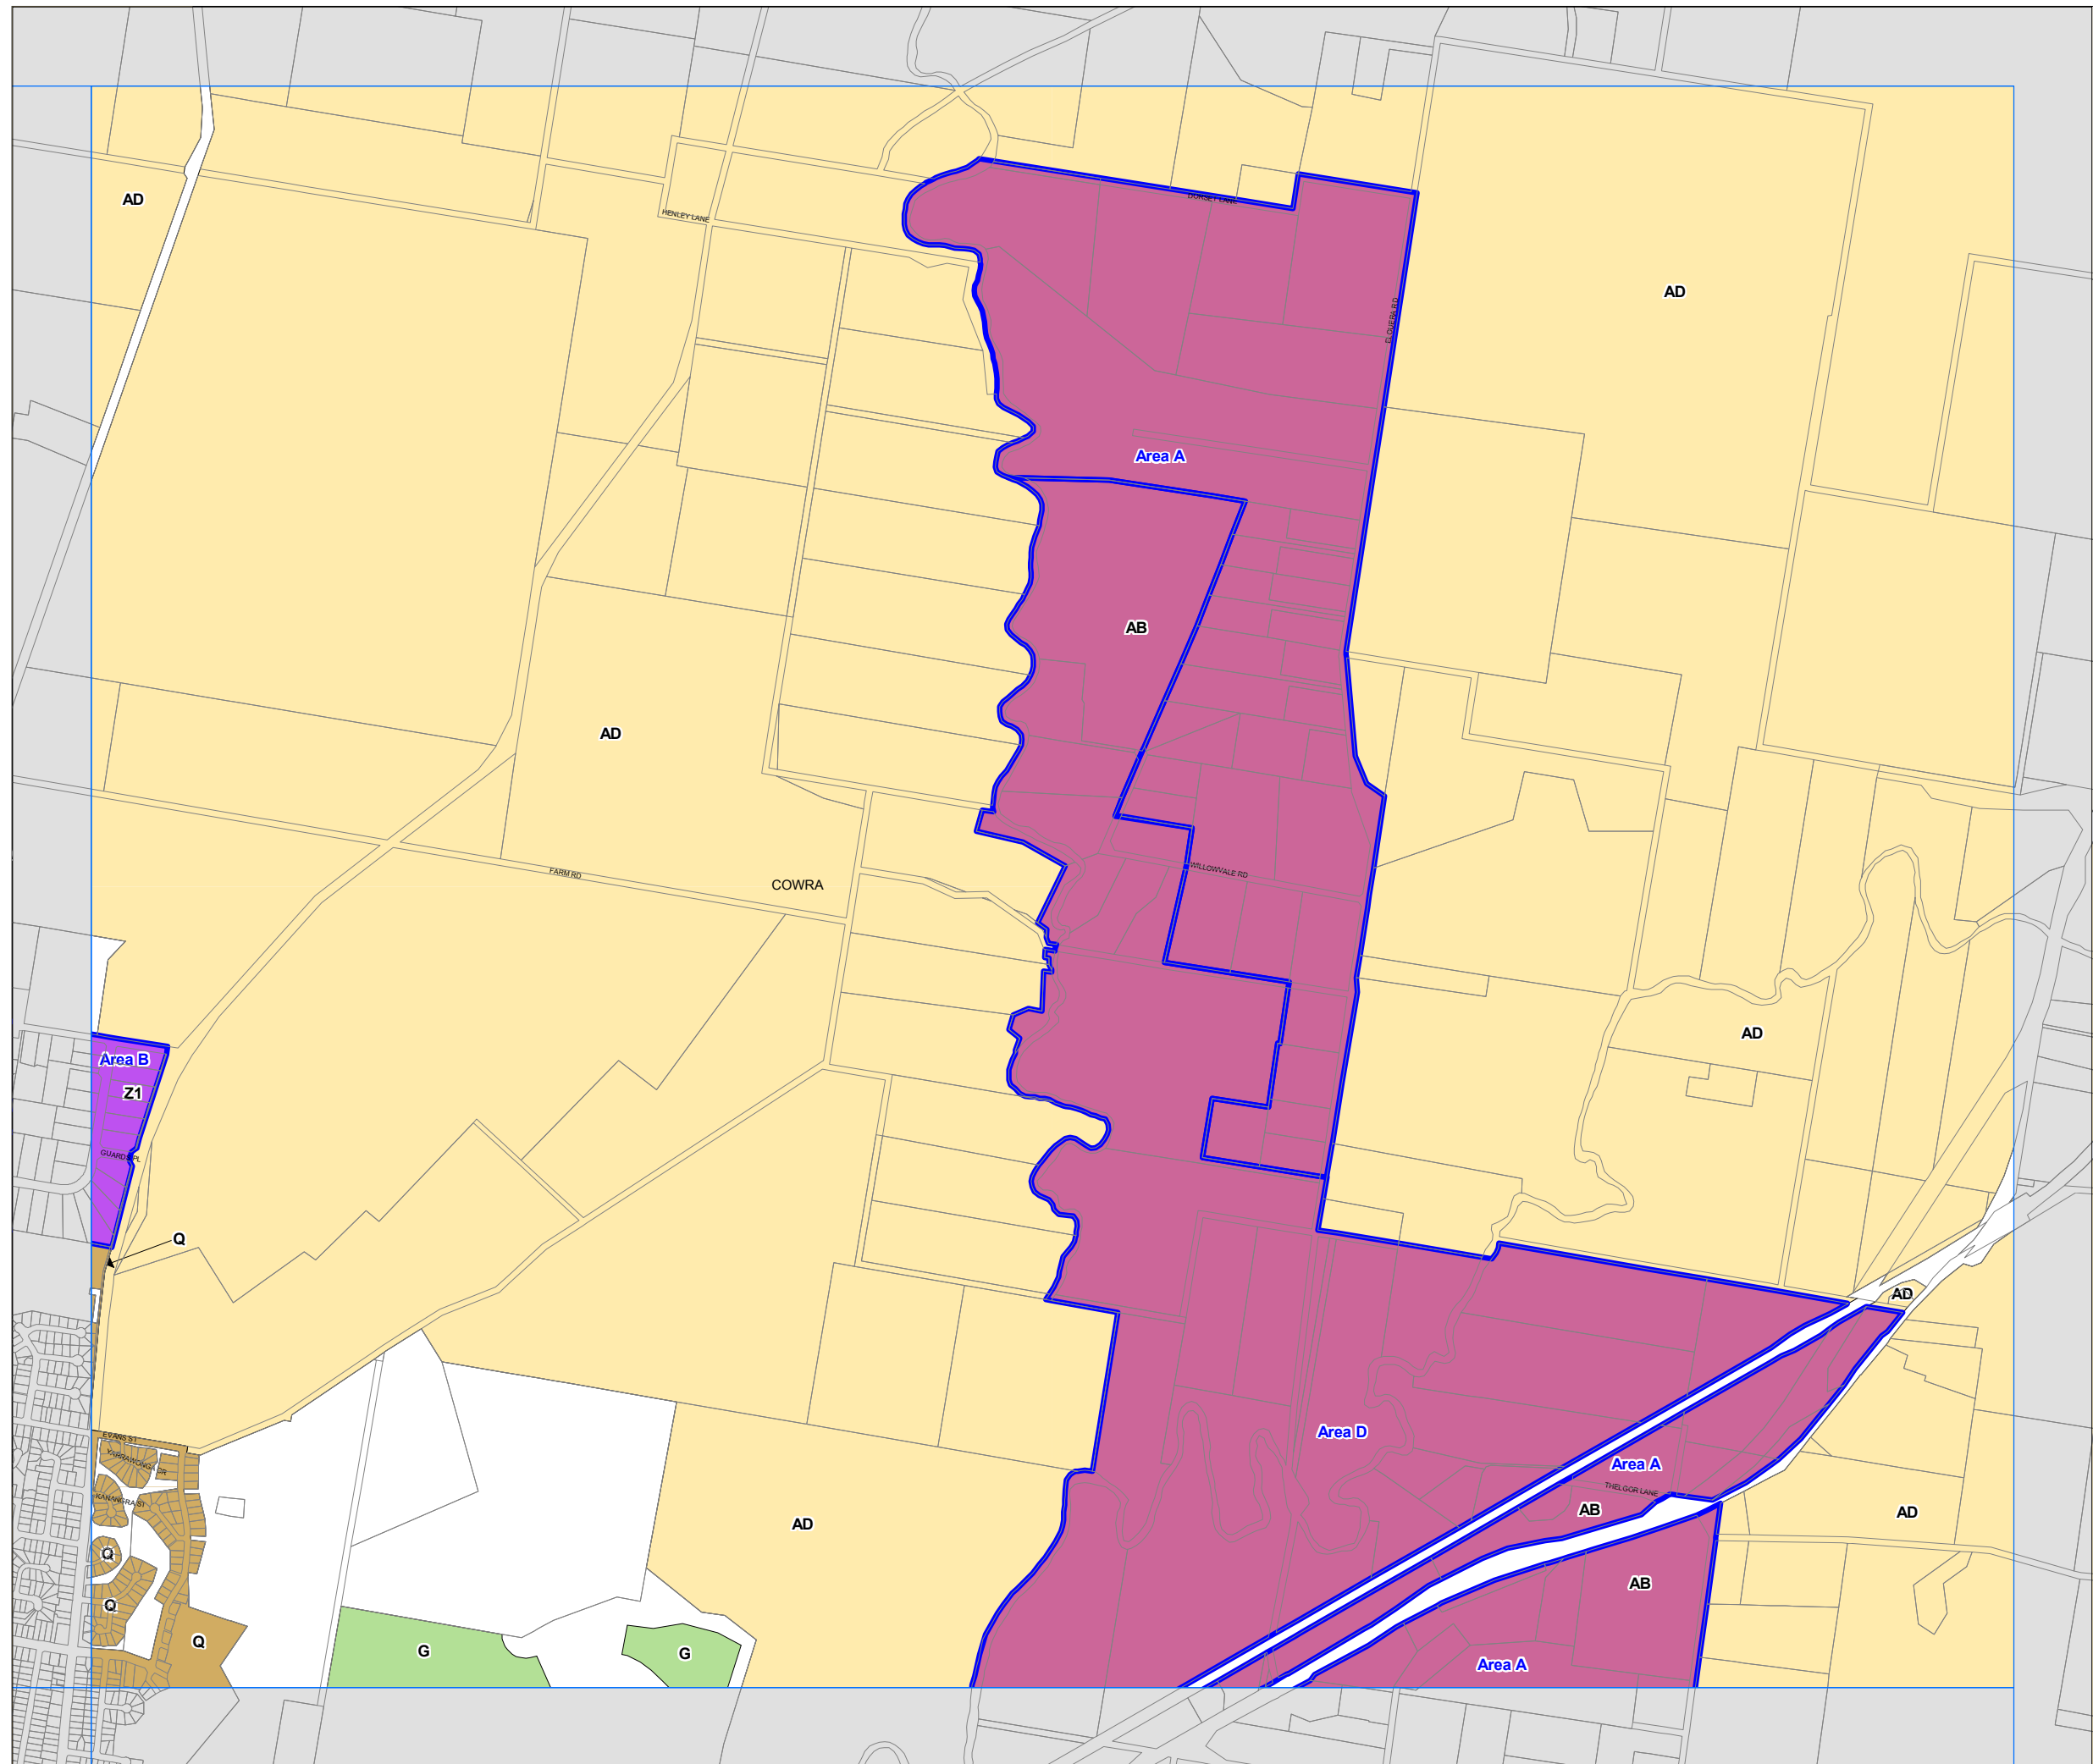 AD
HENLEY LANE
DORSET LANE
AD
Area A
AB
AD
FARM RD
COWRA
WILLOWVALE RD
AD
Area B
Z1
Q
AD
Area D
Area A
THELGOR LANE
AB
AD
EVANS ST
YARRAWONGA DR
KANANGRA ST
AD
Q
Q
Q
G
G
AB
Area A